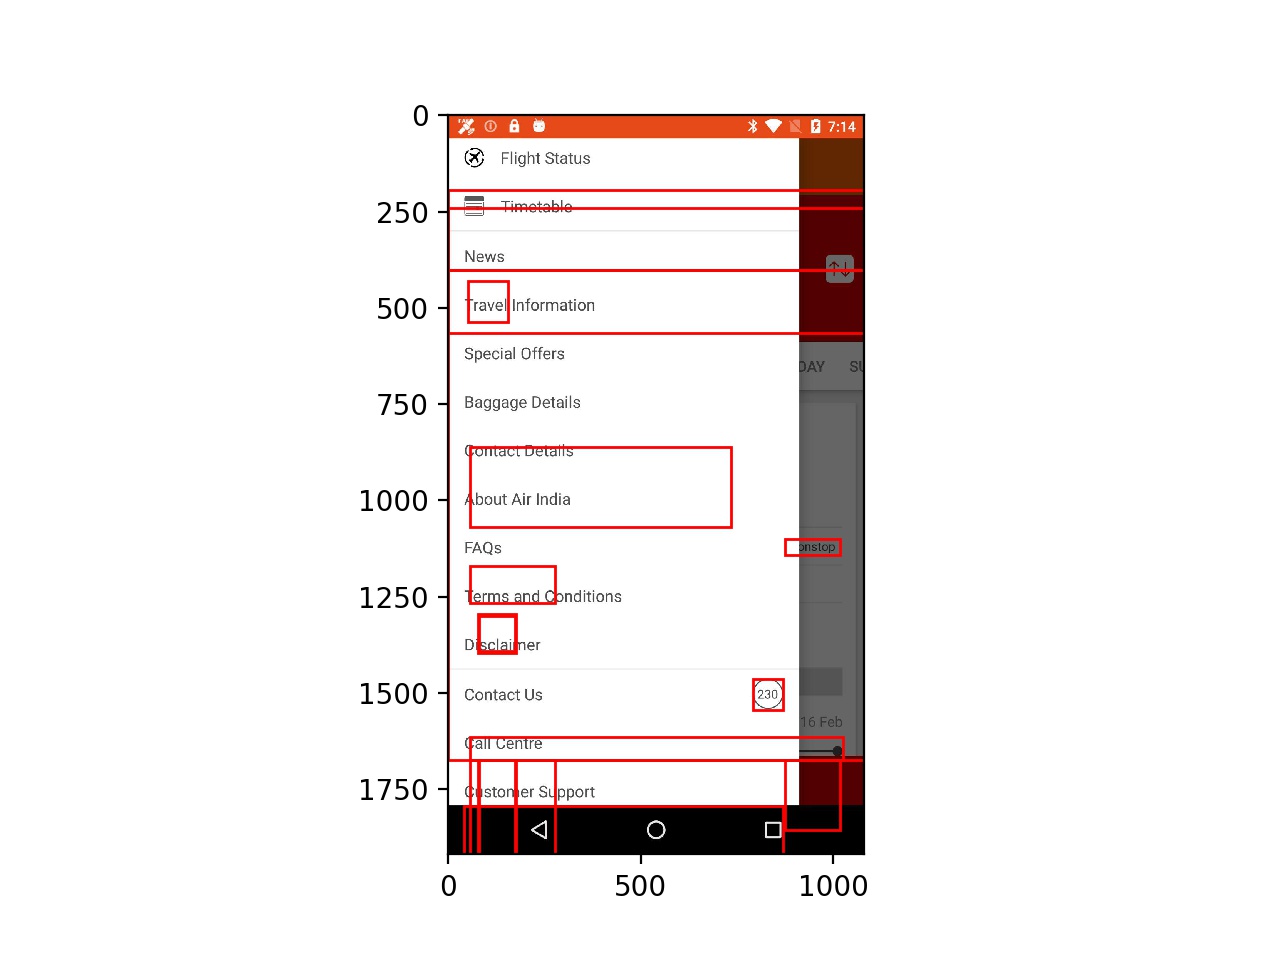 0
7:14
Flight Status
250
Timetable
News
500
Travel Information
Special Offers
DAY
750
Baggage Details
Contact Details
1000
About Air India
FAQs
onstop
1250
Terms and Conditions
Disclaimer
1500
Contact Us
230
16 Feb
Call Centre
1750
Customer Support
0
500
1000